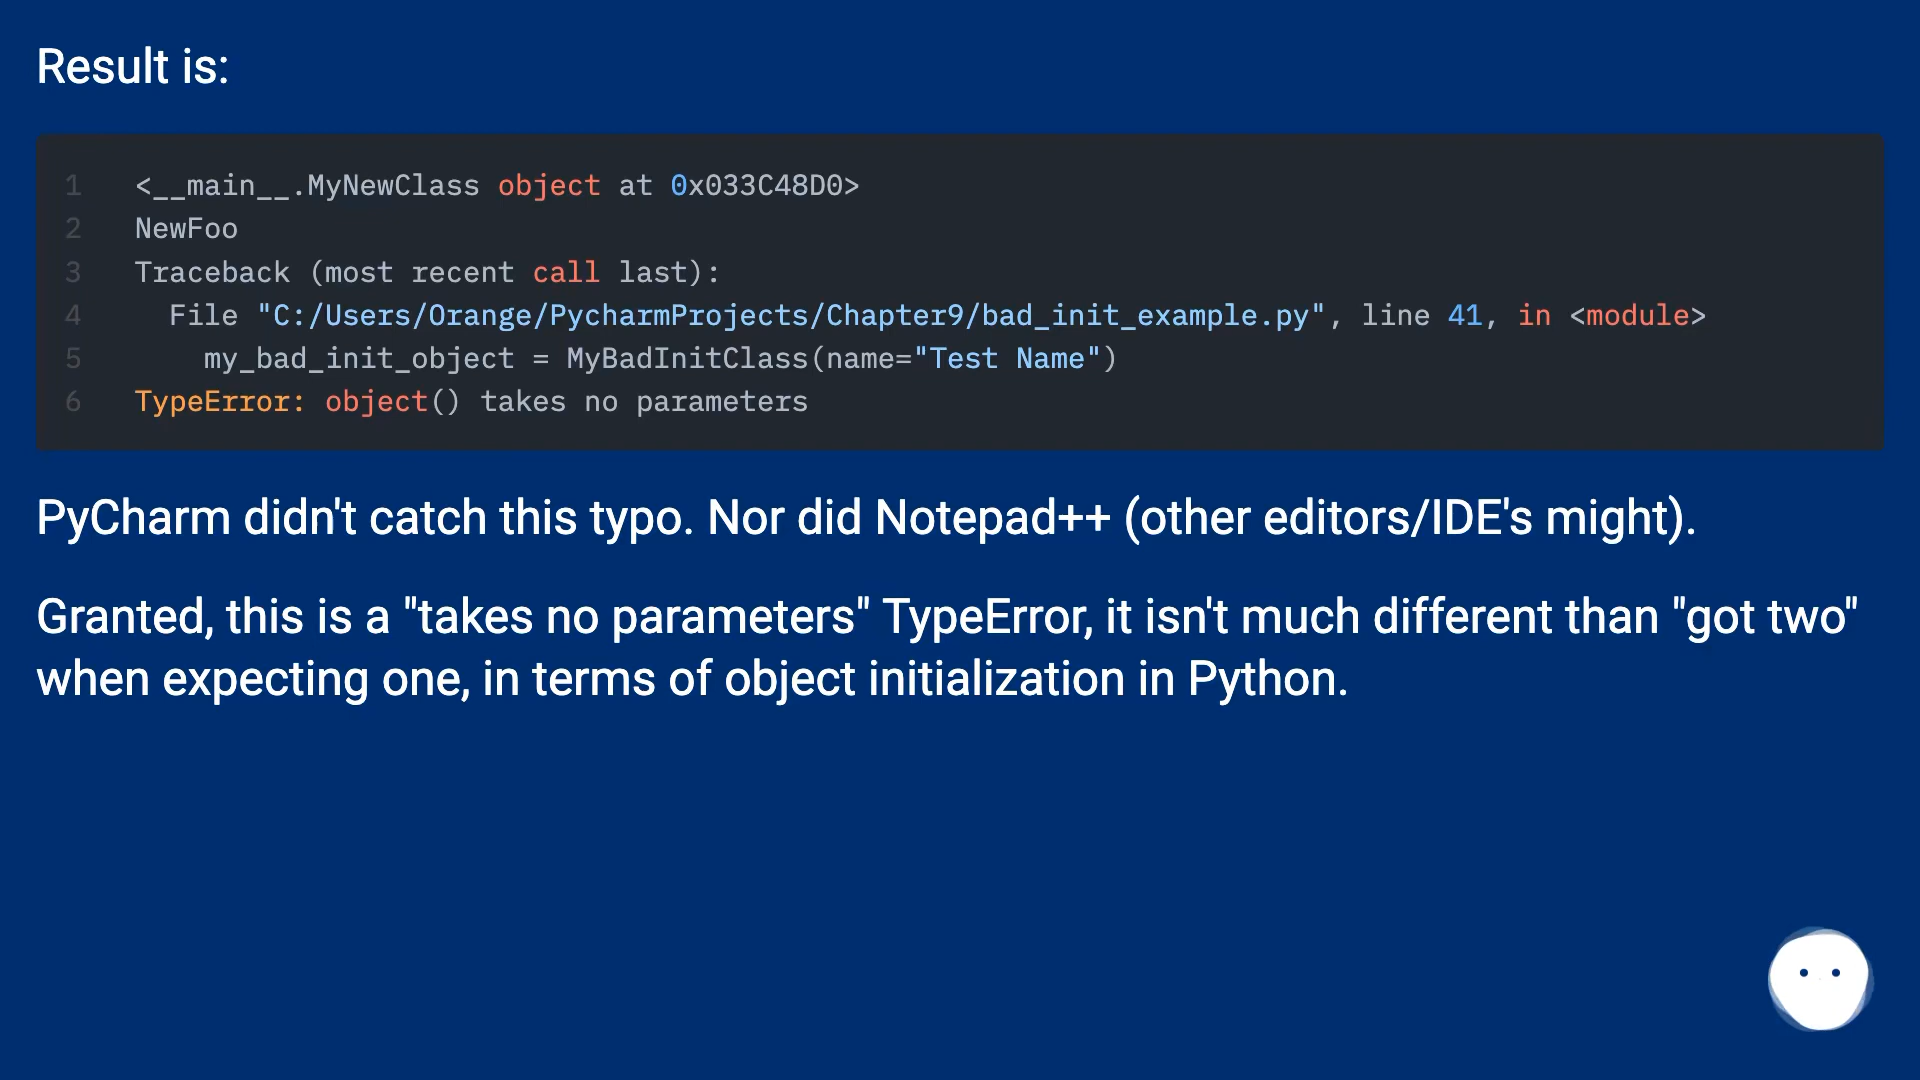 Result is:
1 <__main__.MyNewClass object at 0x033C48D0>
2 NewFoo
3 Traceback (most recent call last):
4 File "C:/Users/Orange/PycharmProjects/Chapter9/bad_init_example.py", line 41, in <module>
5 my_bad_init_object = MyBadInitClass(name="Test Name")
6 TypeError: object() takes no parameters
PyCharm didn't catch this typo. Nor did Notepad++ (other editors/IDE's might).
Granted, this is a "takes no parameters" TypeError, it isn't much different than "got two"
when expecting one, in terms of object initialization in Python.